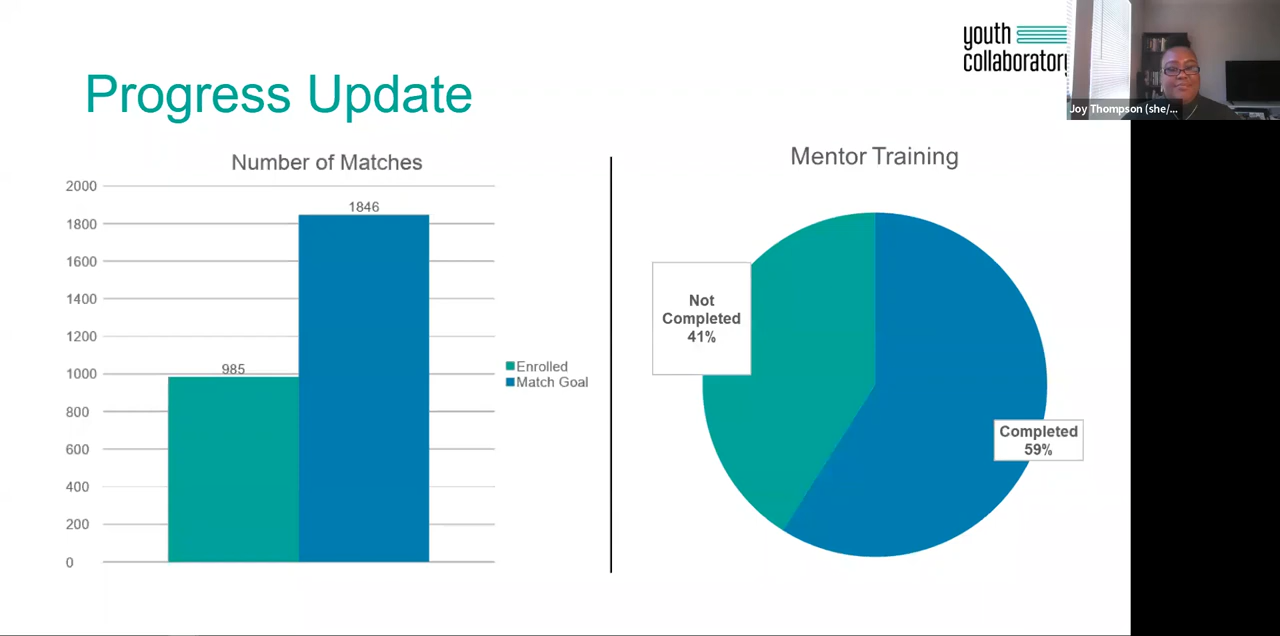 youth
collaboratory
Joy Thompson (she/...
Progress Update
Number of Matches
2000
1800
1600
1400
1200
1000
800
600
400
200
0
985
1846
Enrolled
Match Goal
Mentor Training
Not
Completed
41%
Completed
59%